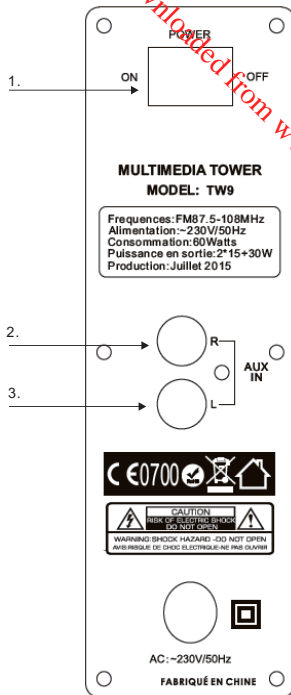 POWER
ON
OFF
1.
MULTIMEDIA TOWER
MODEL: TW9
Frequences:FM87.5-108MHz
Alimentation:~230V/50Hz
Consommation:60Watts
Puissance en sortie:2*15+30W
Production:Juillet 2015
2.
R
AUX
IN
3.
L
CE0700
RoHS
CAUTION
RISK OF ELECTRIC SHOCK
DO NOT OPEN
WARNING:SHOCK HAZARD -DO NOT OPEN
AVIS:RISQUE DE CHOC ELECTRIQUE-NE PAS OUVRIR
AC:~230V/50Hz
FABRIQUÉ EN CHINE
nloaded from w